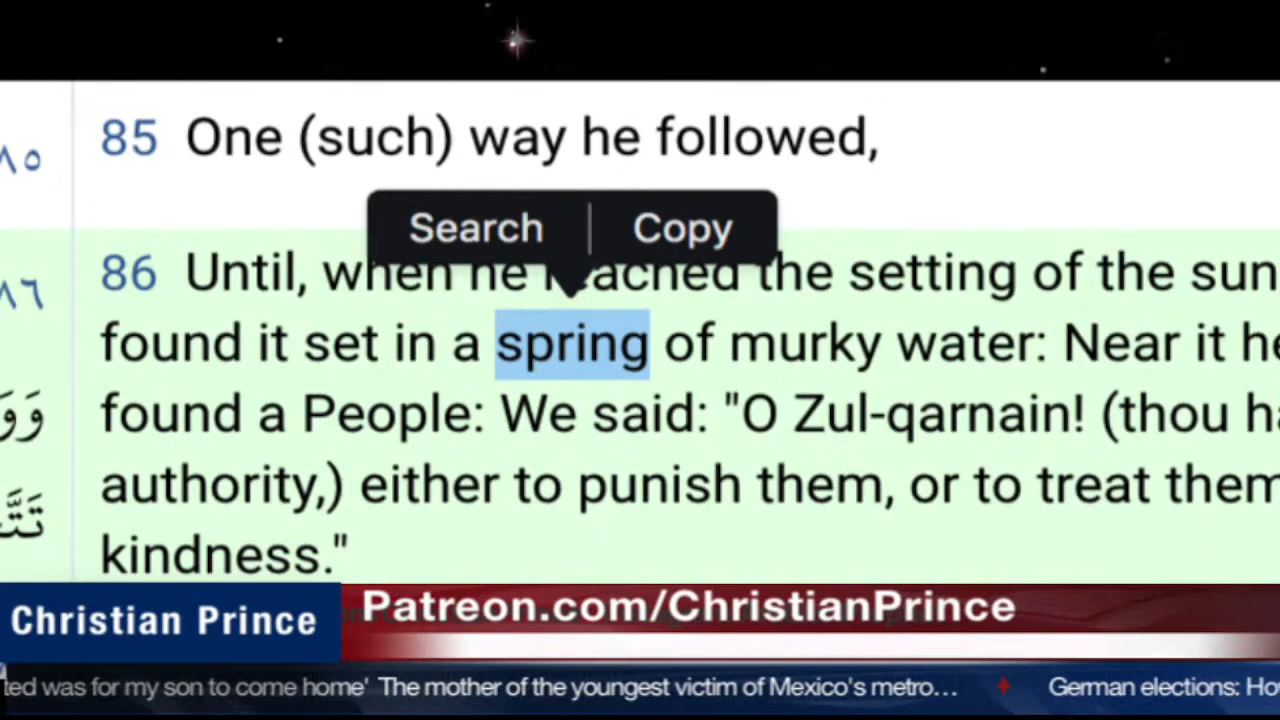 ٨٥
85 One (such) way he followed,
Search Copy
٨٦
86 Until, when he reached the setting of the sun
found it set in a spring of murky water: Near it he
found a People: We said: "O Zul-qarnain! (thou ha
authority,) either to punish them, or to treat them
kindness."
Christian Prince
Patreon.com/ChristianPrince
ted was for my son to come home' The mother of the youngest victim of Mexico's metro… German elections: Ho